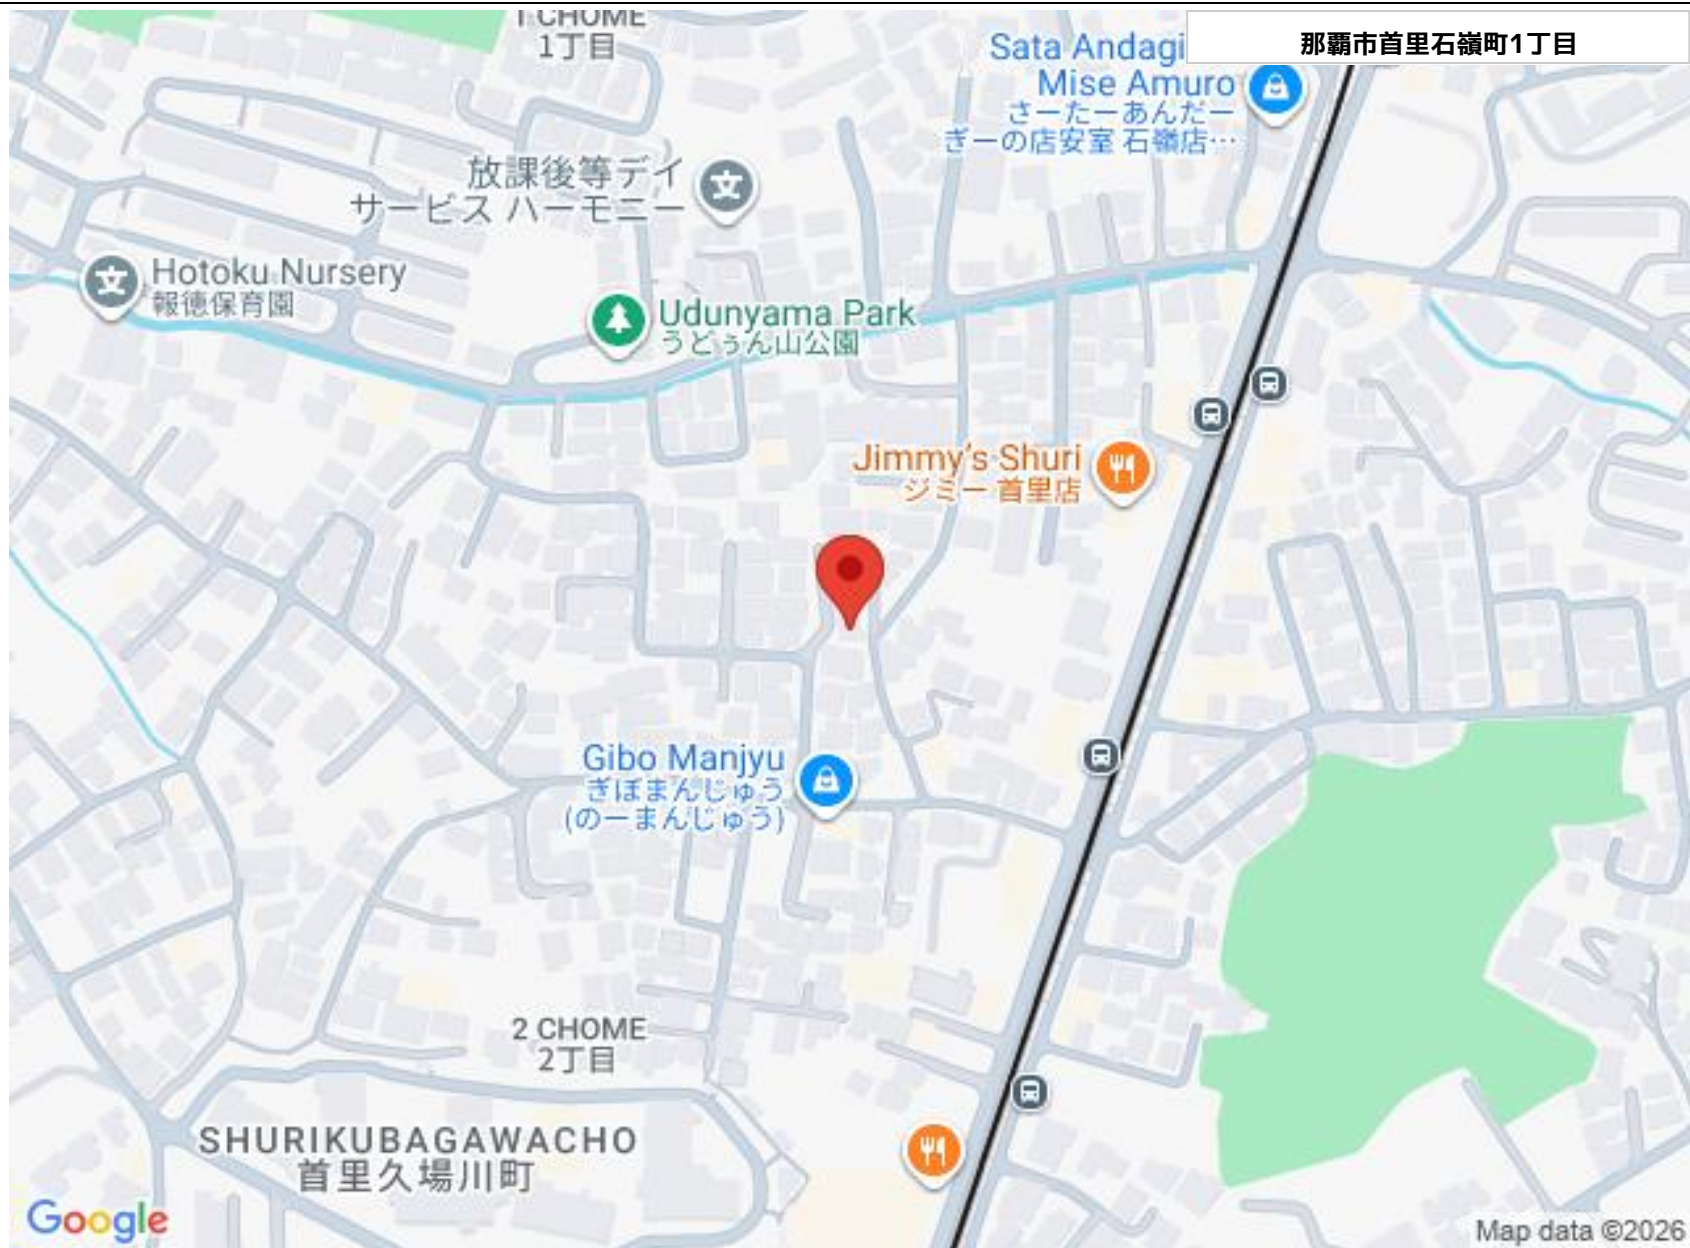 1 CHOME
1丁目
那覇市首里石嶺町1丁目
Sata Andagi
Mise Amuro
さーたーあんだー
ぎーの店安室 石嶺店…
放課後等デイ
サービス ハーモニー
Hotoku Nursery
報徳保育園
Udunyama Park
うどぅん山公園
Jimmy's Shuri
ジミー 首里店
Gibo Manjyu
ぎぼまんじゅう
(のーまんじゅう)
2 CHOME
2丁目
SHURIKUBAGAWACHO
首里久場川町
Google
Map data ©2026